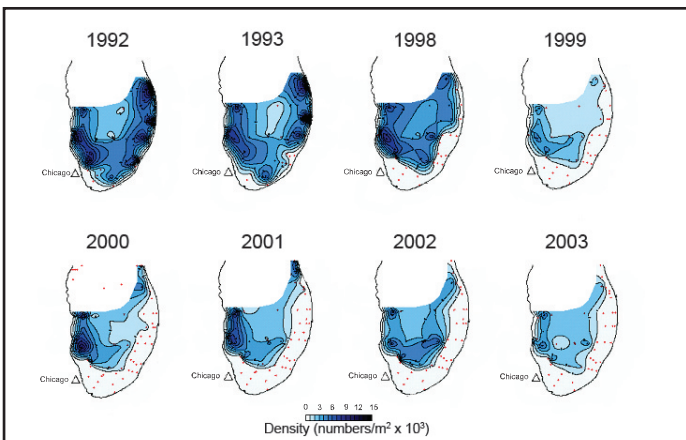 1992 1993 1998 1999
Chicago Chicago Chicago Chicago
2000 2001 2002 2003
Chicago Chicago Chicago Chicago
0 3 6 9 12 15
Density (numbers/m² x 10³)